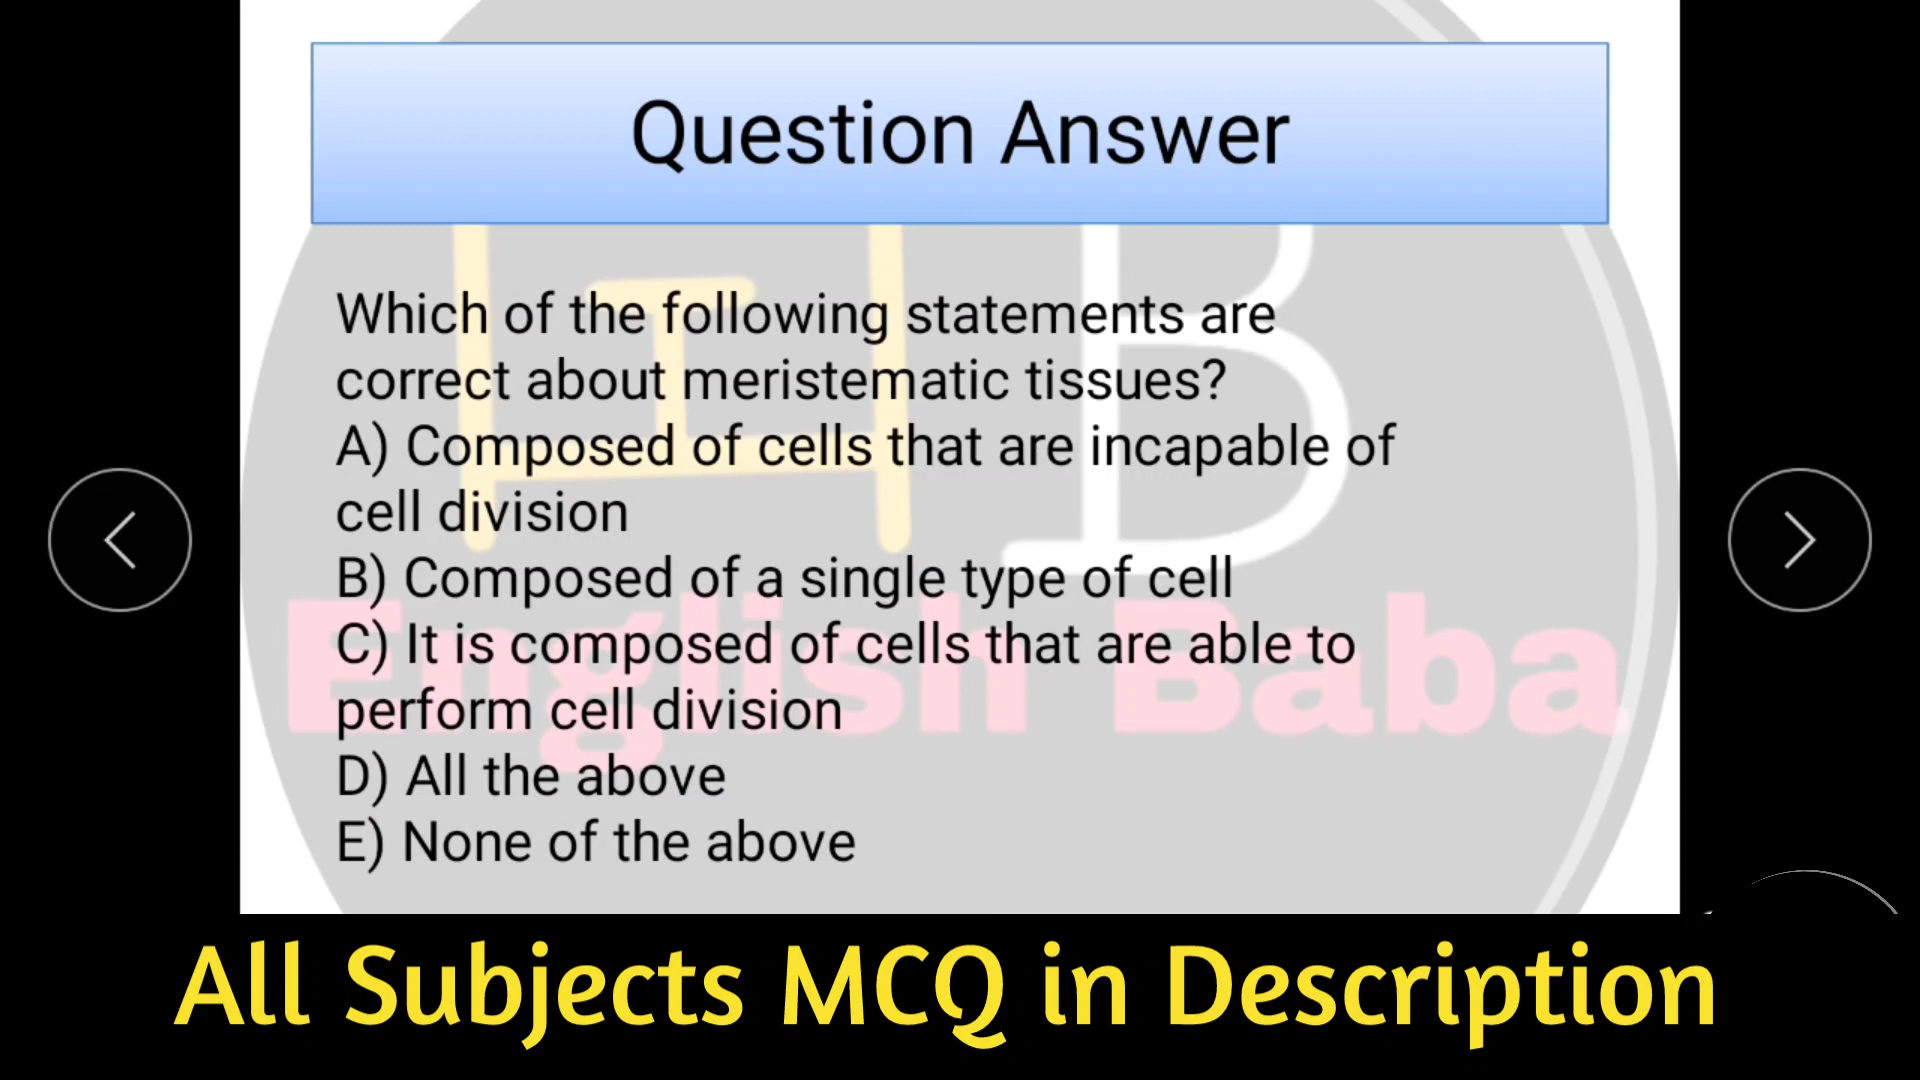 Question Answer
Which of the following statements are
correct about meristematic tissues?
A) Composed of cells that are incapable of
cell division
B) Composed of a single type of cell
C) It is composed of cells that are able to
perform cell division
D) All the above
E) None of the above
EB
English Baba
All Subjects MCQ in Description